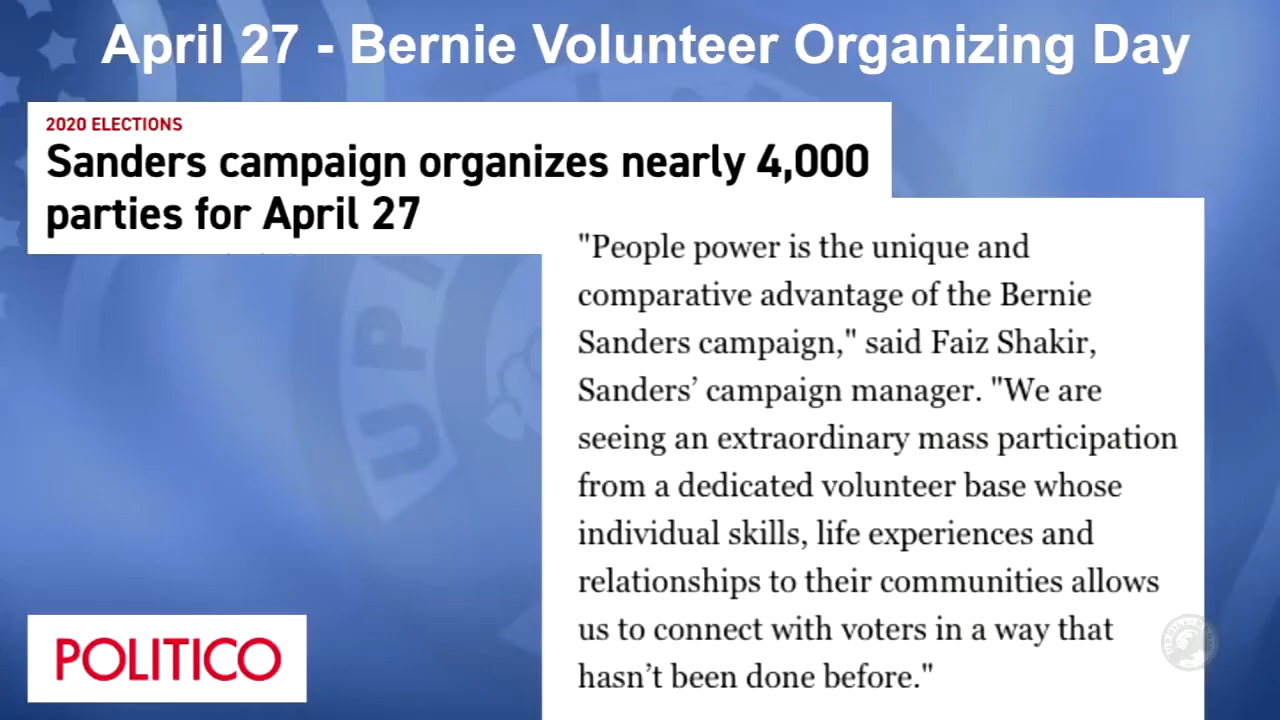 April 27 - Bernie Volunteer Organizing Day
2020 ELECTIONS
Sanders campaign organizes nearly 4,000
parties for April 27
"People power is the unique and
comparative advantage of the Bernie
Sanders campaign," said Faiz Shakir,
Sanders’ campaign manager. "We are
seeing an extraordinary mass participation
from a dedicated volunteer base whose
individual skills, life experiences and
relationships to their communities allows
us to connect with voters in a way that
hasn’t been done before."
UPI
POLITICO